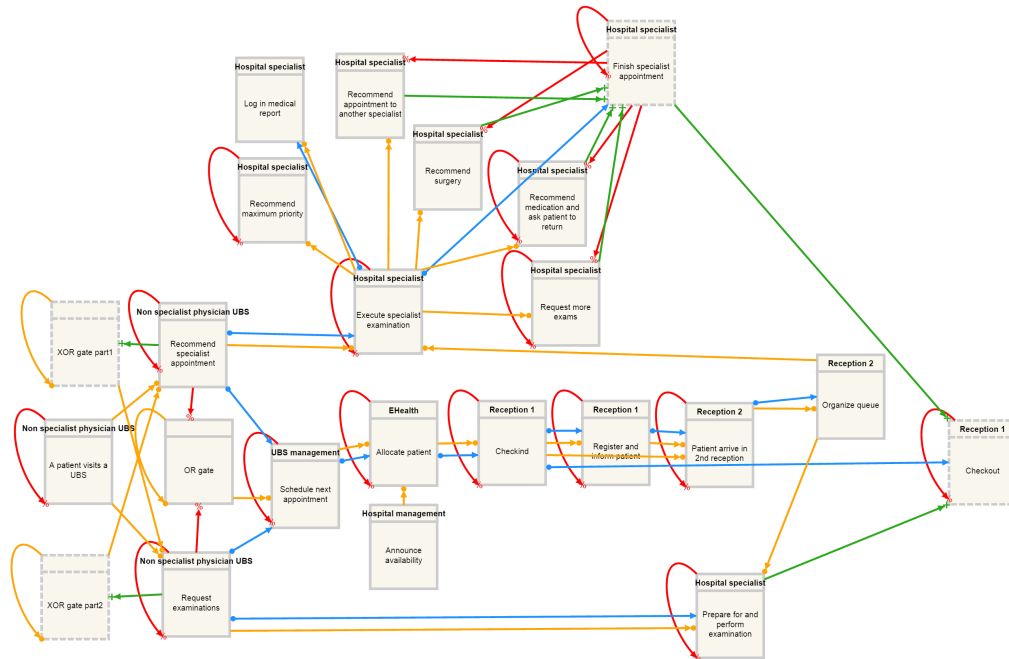 Hospital specialist
Finish specialist
appointment
Hospital specialist
Recommend
appointment to
another specialist
Hospital specialist
Log in medical
report
Hospital specialist
Recommend
surgery
Hospital specialist
Recommend
maximum priority
Hospital specialist
Recommend
medication and
ask patient to
return
Hospital specialist
Request more
exams
Hospital specialist
Execute specialist
examination
Non specialist physician UBS
Recommend
specialist
appointment
XOR gate part1
Reception 2
Organize queue
Non specialist physician UBS
A patient visits a
UBS
OR gate
UBS management
Schedule next
appointment
EHealth
Allocate patient
Reception 1
Checkind
Reception 1
Register and
inform patient
Reception 2
Patient arrive in
2nd reception
Reception 1
Checkout
Hospital management
Announce
availability
Non specialist physician UBS
Request
examinations
XOR gate part2
Hospital specialist
Prepare for and
perform
examination